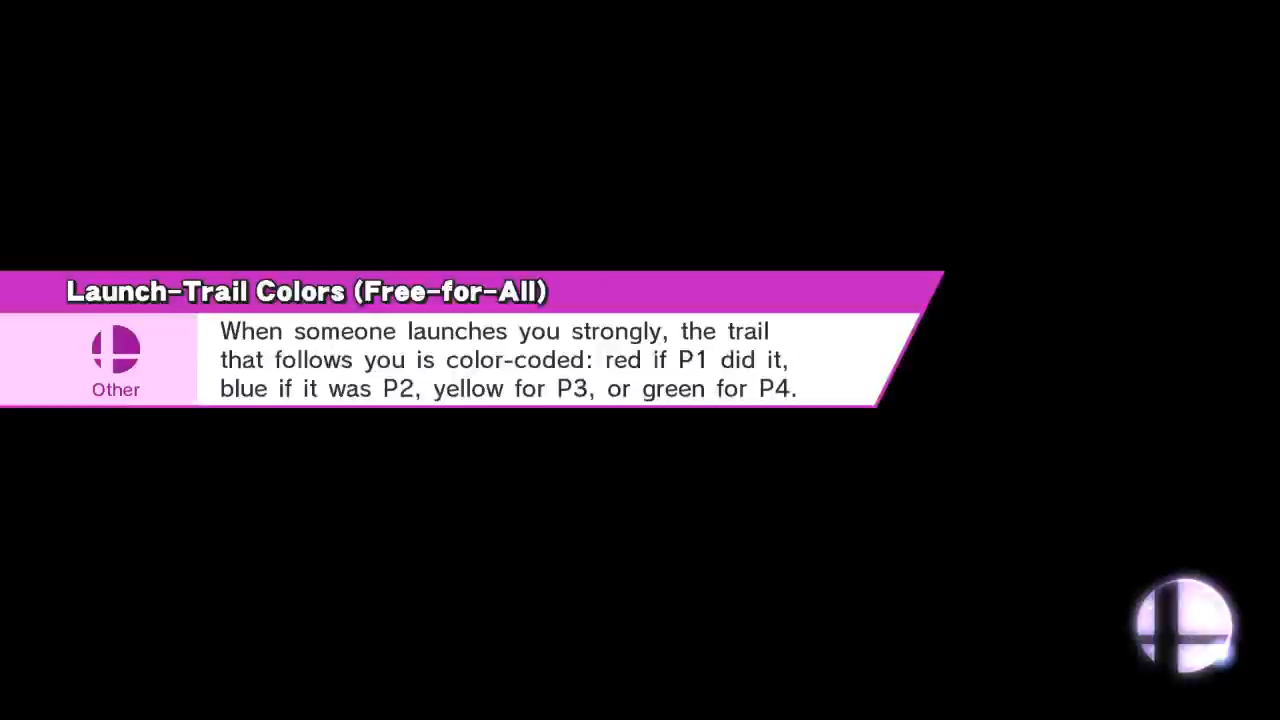 Launch-Trail Colors (Free-for-All)
Other
When someone launches you strongly, the trail
that follows you is color-coded: red if P1 did it,
blue if it was P2, yellow for P3, or green for P4.